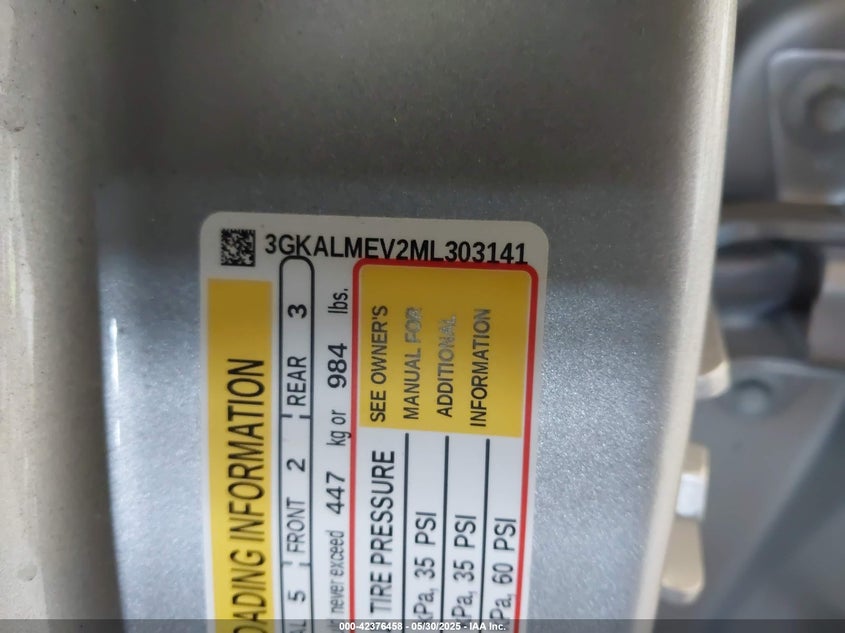 3GKALMEV2ML303141
OADING INFORMATION
AL 5 FRONT 2 REAR 3
never exceed 447 kg or 984 lbs.
TIRE PRESSURE
SEE OWNER'S
MANUAL FOR
ADDITIONAL
INFORMATION
Pa, 35 PSI
Pa, 35 PSI
Pa, 60 PSI
000-42376458 - 05/30/2025 - IAA Inc.